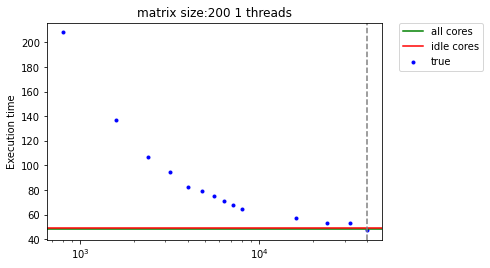 matrix size:200 1 threads
all cores
idle cores
true
Execution time
200
180
160
140
120
100
80
60
40
10³
10⁴